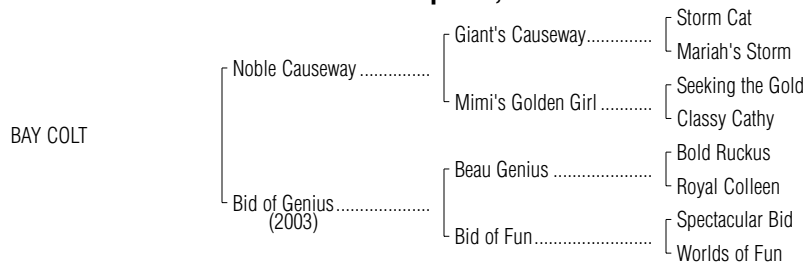 Storm Cat
Giant's Causeway..............
Mariah's Storm
Noble Causeway ...............
Seeking the Gold
Mimi's Golden Girl ...........
Classy Cathy
BAY COLT
Bold Ruckus
Beau Genius .....................
Royal Colleen
Bid of Genius....................
(2003)
Spectacular Bid
Bid of Fun.........................
Worlds of Fun